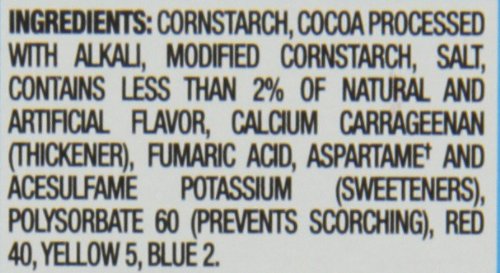 INGREDIENTS: CORNSTARCH, COCOA PROCESSED
WITH ALKALI, MODIFIED CORNSTARCH, SALT,
CONTAINS LESS THAN 2% OF NATURAL AND
ARTIFICIAL FLAVOR, CALCIUM CARRAGEENAN
(THICKENER), FUMARIC ACID, ASPARTAME† AND
ACESULFAME POTASSIUM (SWEETENERS),
POLYSORBATE 60 (PREVENTS SCORCHING), RED
40, YELLOW 5, BLUE 2.